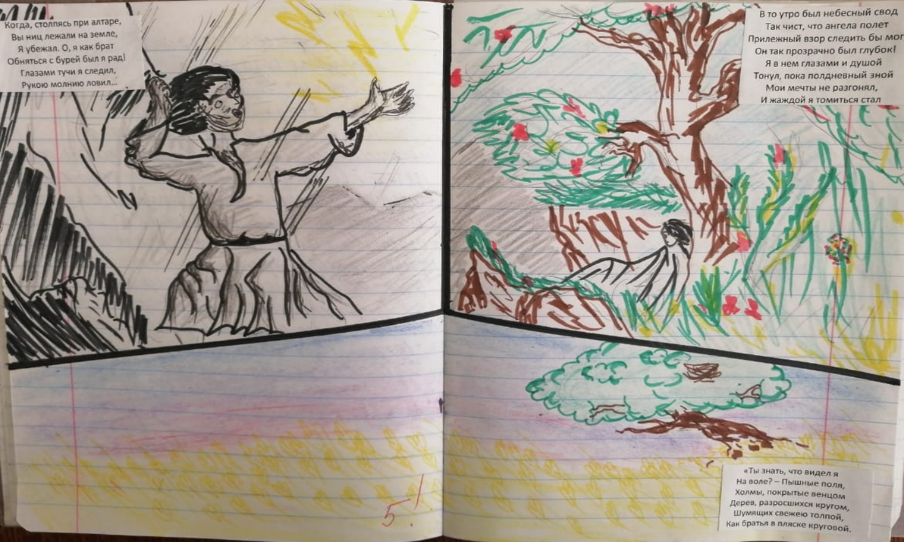 Когда, столпясь при алтаре,
Вы ниц лежали на земле,
Я убежал. О, я как брат
Обняться с бурей был я рад!
Глазами тучи я следил,
Рукою молнию ловил...
В то утро был небесный свод
Так чист, что ангела полет
Прилежный взор следить бы мог
Он так прозрачно был глубок!
Я в нем глазами и душой
Тонул, пока полдневный зной
Мои мечты не разгонял,
И жаждой я томиться стал
5!
«Ты знать, что видел я
На воле? – Пышные поля,
Холмы, покрытые венцом
Дерев, разросшихся кругом,
Шумящих свежею толпой,
Как братья в пляске круговой.